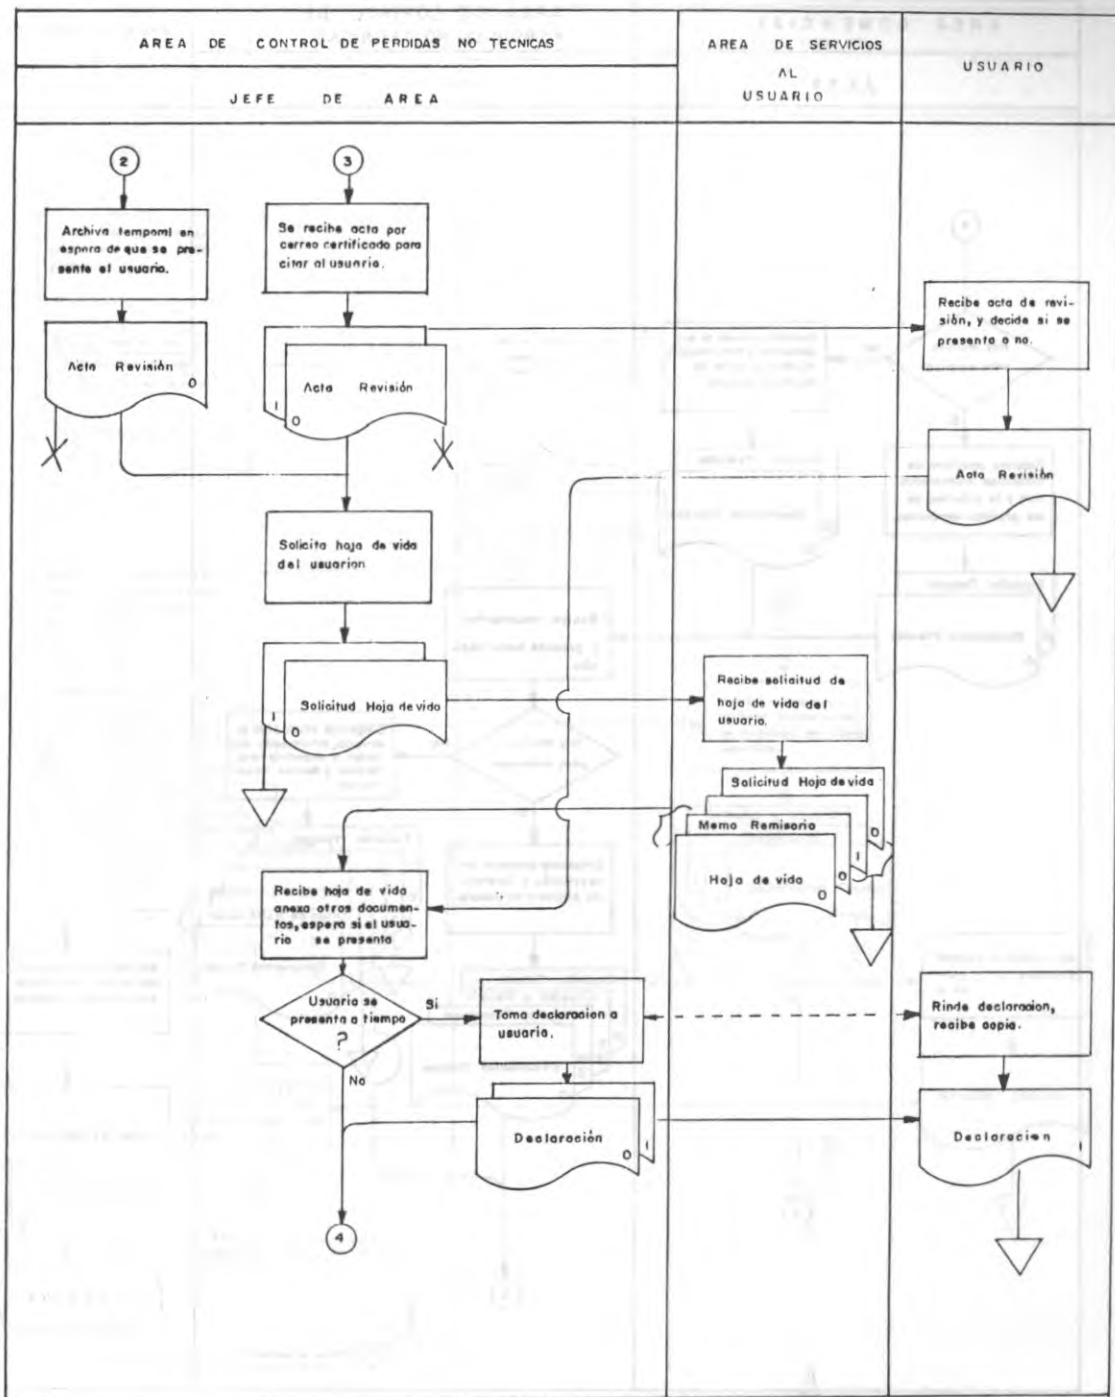 AREA DE CONTROL DE PERDIDAS NO TECNICAS
JEFE DE AREA
AREA DE SERVICIOS
AL
USUARIO
USUARIO
2
Archiva temporal en
espera de que se pre-
sente el usuario.
Acta Revisión
0
3
Se recibe acta por
correo certificado para
citar al usuario.
Acta Revisión
1
0
Recibe acta de revi-
sión, y decide si se
presenta o no.
Acta Revisión
Solicita hoja de vida
del usuarion
Solicitud Hoja de vida
1
0
Recibe solicitud de
hoja de vida del
usuario.
Solicitud Hoja de vida
0
Memo Remisorio
1
0
Hoja de vida
0
Recibe hoja de vida
anexa otros documen-
tos, espera si el usua-
rio se presenta
Usuario se
presenta a tiempo
?
Si
No
Toma declaracion a
usuario.
Rinde declaracion,
recibe copia.
Declaración
0
1
Declaracion
1
4